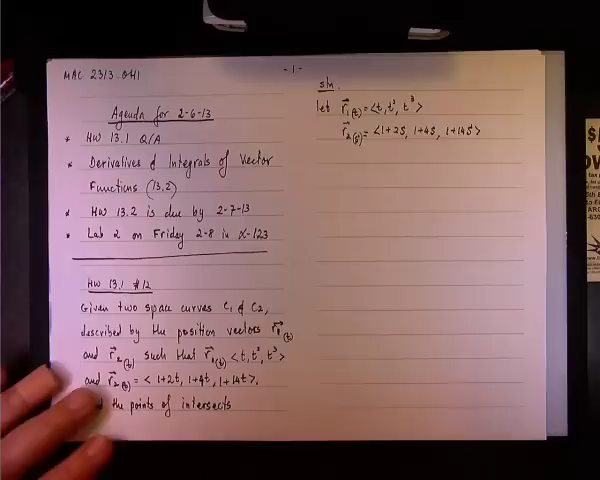 MAC 2313-041
- 1 -
Agenda for 2-6-13
* HW 13.1 Q/A
* Derivatives & Integrals of Vector
Functions (13.2)
* HW 13.2 is due by 2-7-13
* Lab 2 on Friday 2-8 in X-123
HW 13.1 #12
Given two space curves C1 & C2,
described by the position vectors r⃗1(t)
and r⃗2(t) such that r⃗1(t) <t, t², t³>
and r⃗2(t) = < 1+2t, 1+4t, 1+14t>.
the points of intersects
soln.
let r⃗1(t) = <t, t², t³>
r⃗2(s) = <1+2s, 1+4s, 1+14s>